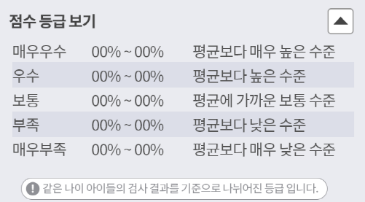 점수 등급 보기
매우우수 00% ~ 00% 평균보다 매우 높은 수준
우수 00% ~ 00% 평균보다 높은 수준
보통 00% ~ 00% 평균에 가까운 보통 수준
부족 00% ~ 00% 평균보다 낮은 수준
매우부족 00% ~ 00% 평균보다 매우 낮은 수준
! 같은 나이 아이들의 검사 결과를 기준으로 나뉘어진 등급 입니다.